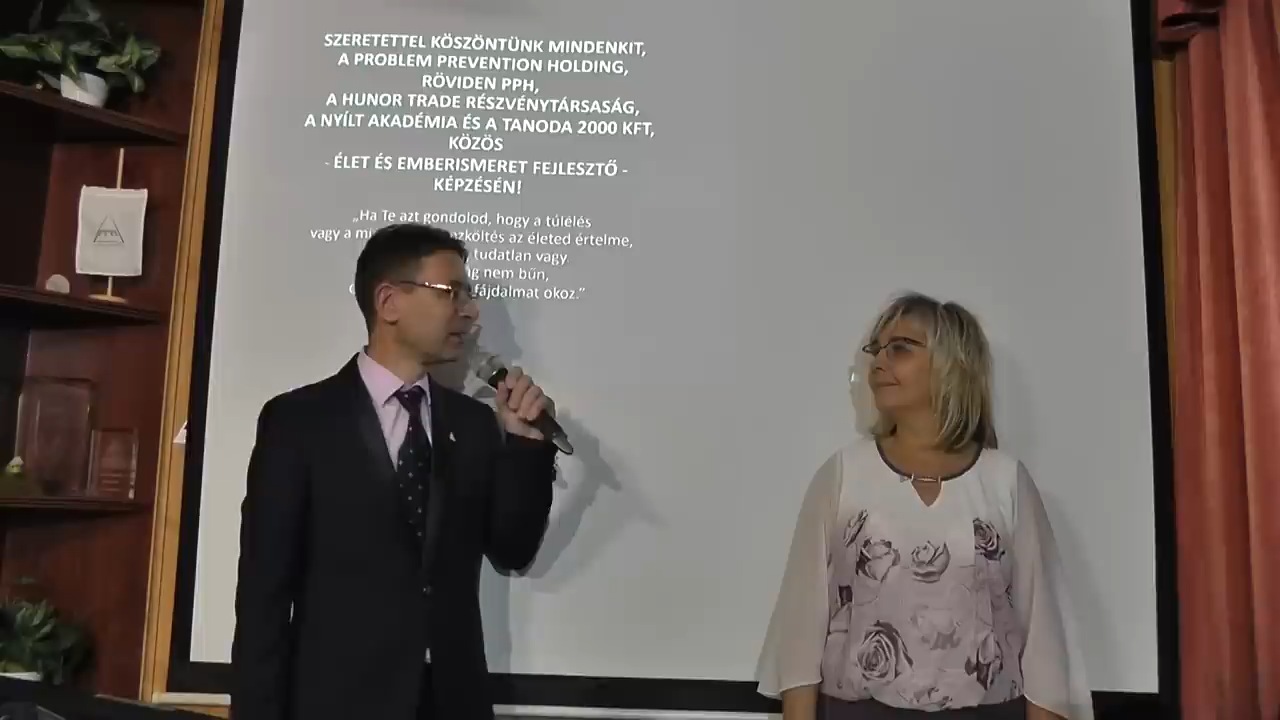 SZERETETTEL KÖSZÖNTÜNK MINDENKIT,
A PROBLEM PREVENTION HOLDING,
RÖVIDEN PPH,
A HUNOR TRADE RÉSZVÉNYTÁRSASÁG,
A NYÍLT AKADÉMIA ÉS A TANODA 2000 KFT,
KÖZÖS
- ÉLET ÉS EMBERISMERET FEJLESZTŐ -
KÉPZÉSÉN!
„Ha Te azt gondolod, hogy a túlélés
vagy a az életed értelme,
tudatlan vagy.
nem bűn,
fájdalmat okoz.”